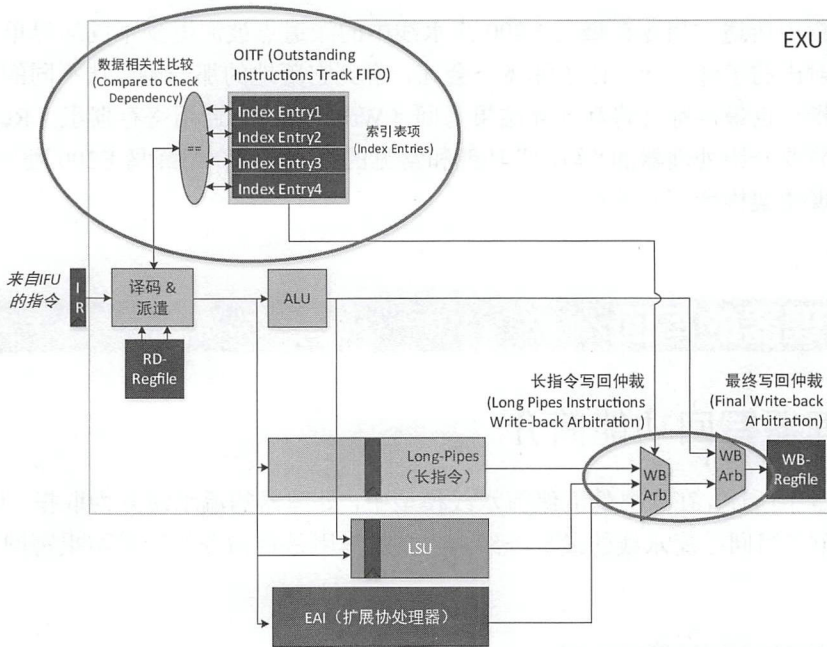 EXU
数据相关性比较
(Compare to Check
Dependency)
OITF (Outstanding
Instructions Track FIFO)
==
Index Entry1
Index Entry2
Index Entry3
Index Entry4
索引表项
(Index Entries)
来自IFU
的指令
I
R
译码 &
派遣
ALU
RD-
Regfile
长指令写回仲裁
(Long Pipes Instructions
Write-back Arbitration)
最终写回仲裁
(Final Write-back
Arbitration)
Long-Pipes
（长指令）
WB
Arb
WB
Arb
WB-
Regfile
LSU
EAI（扩展协处理器）